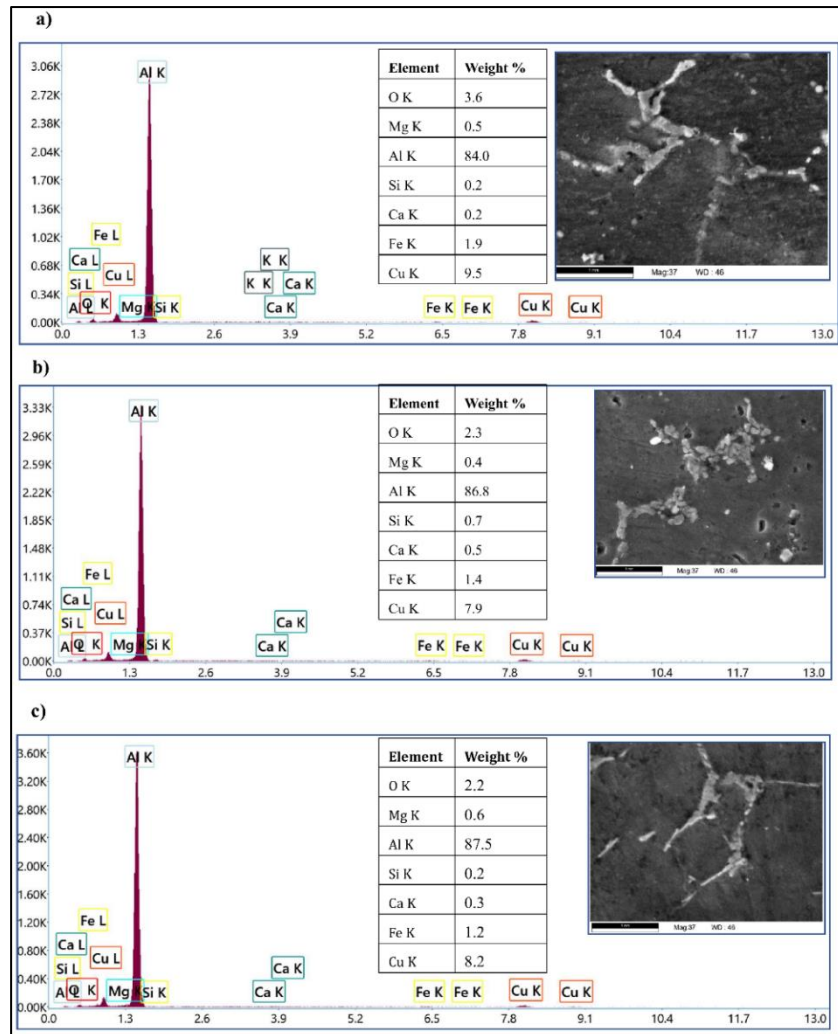 a)
3.06K
2.72K
2.38K
2.04K
1.70K
1.36K
1.02K
0.68K
0.34K
0.00K
Al K
Fe L
Ca L
Cu L
Si L
Al L
O K
Mg K
Si K
K K
K K
Ca K
Ca K
Fe K
Fe K
Cu K
Cu K
0.0 1.3 2.6 3.9 5.2 6.5 7.8 9.1 10.4 11.7 13.0
Element Weight %
O K 3.6
Mg K 0.5
Al K 84.0
Si K 0.2
Ca K 0.2
Fe K 1.9
Cu K 9.5
Mag:37 WD : 46
b)
3.33K
2.96K
2.59K
2.22K
1.85K
1.48K
1.11K
0.74K
0.37K
0.00K
Al K
Fe L
Ca L
Cu L
Si L
Al L
O K
Mg K
Si K
Ca K
Ca K
Fe K
Fe K
Cu K
Cu K
0.0 1.3 2.6 3.9 5.2 6.5 7.8 9.1 10.4 11.7 13.0
Element Weight %
O K 2.3
Mg K 0.4
Al K 86.8
Si K 0.7
Ca K 0.5
Fe K 1.4
Cu K 7.9
Mag:37 WD : 46
c)
3.60K
3.20K
2.80K
2.40K
2.00K
1.60K
1.20K
0.80K
0.40K
0.00K
Al K
Fe L
Ca L
Cu L
Si L
Al L
O K
Mg K
Si K
Ca K
Ca K
Fe K
Fe K
Cu K
Cu K
0.0 1.3 2.6 3.9 5.2 6.5 7.8 9.1 10.4 11.7 13.0
Element Weight %
O K 2.2
Mg K 0.6
Al K 87.5
Si K 0.2
Ca K 0.3
Fe K 1.2
Cu K 8.2
Mag:37 WD : 46